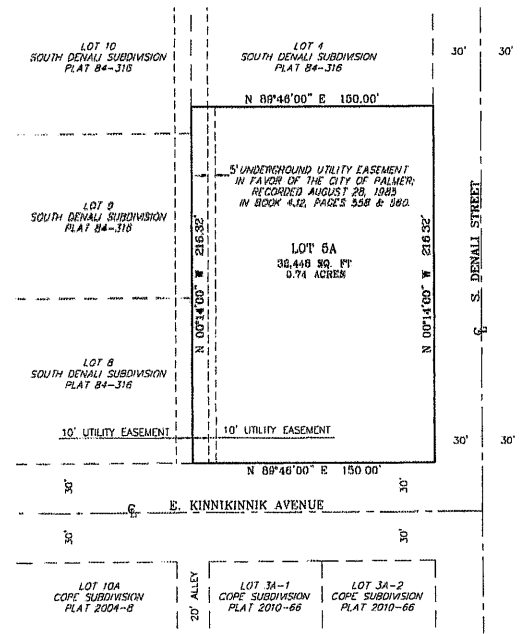 LOT 10
SOUTH DENALI SUBDIVISION
PLAT 84-316
LOT 4
SOUTH DENALI SUBDIVISION
PLAT 84-316
30'
30'
N 89°46'00" E 150.00'
5' UNDERGROUND UTILITY EASEMENT
IN FAVOR OF THE CITY OF PALMER;
RECORDED AUGUST 28, 1985
IN BOOK PAGES 558 & 560.
LOT 9
SOUTH DENALI SUBDIVISION
PLAT 84-316
N 00°14'00" W 216.32'
LOT 5A
SQ. FT
0.74 ACRES
N 00°14'00" W 216.32'
S. DENALI STREET
LOT 8
SOUTH DENALI SUBDIVISION
PLAT 84-316
10' UTILITY EASEMENT
10' UTILITY EASEMENT
30'
30'
N 89°46'00" E 150.00'
30'
30'
E. KINNIKINNIK AVENUE
30'
30'
LOT 10A
COPE SUBDIVISION
PLAT 2004-8
20' ALLEY
LOT 3A-1
COPE SUBDIVISION
PLAT 2010-66
LOT 3A-2
COPE SUBDIVISION
PLAT 2010-66